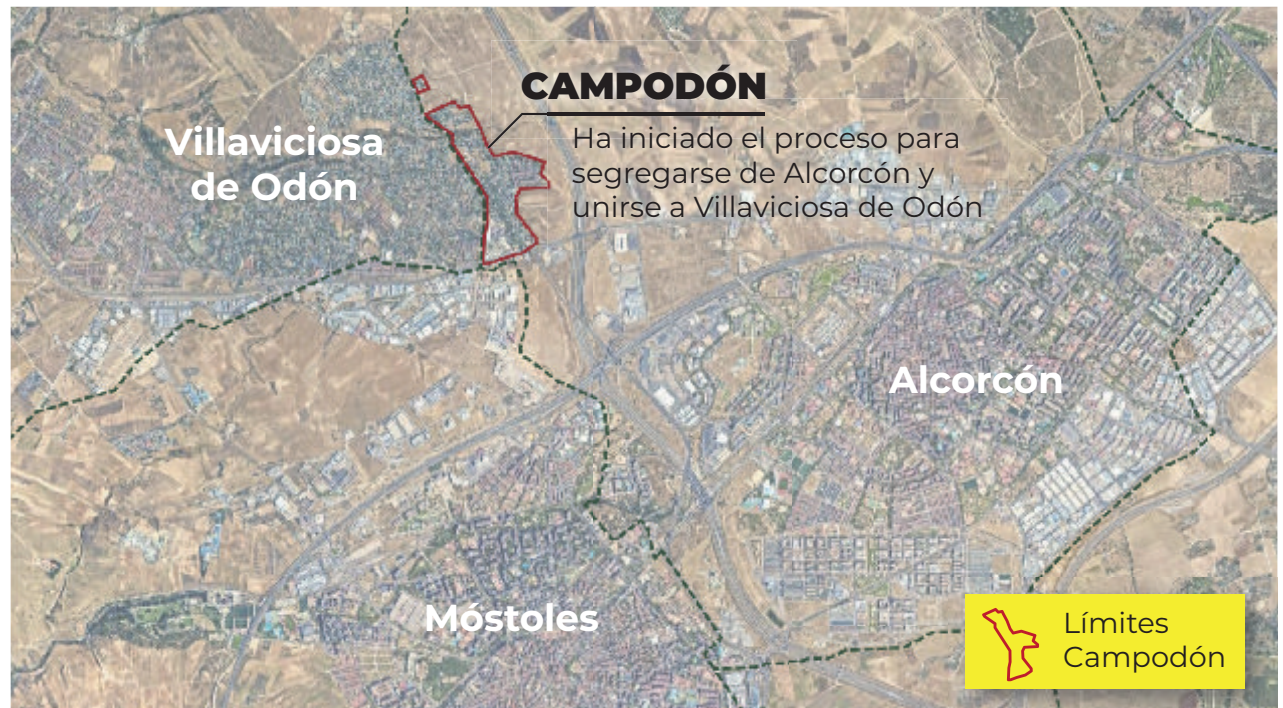 CAMPODÓN
Ha iniciado el proceso para
segregarse de Alcorcón y
unirse a Villaviciosa de Odón
Villaviciosa
de Odón
Alcorcón
Móstoles
Límites
Campodón